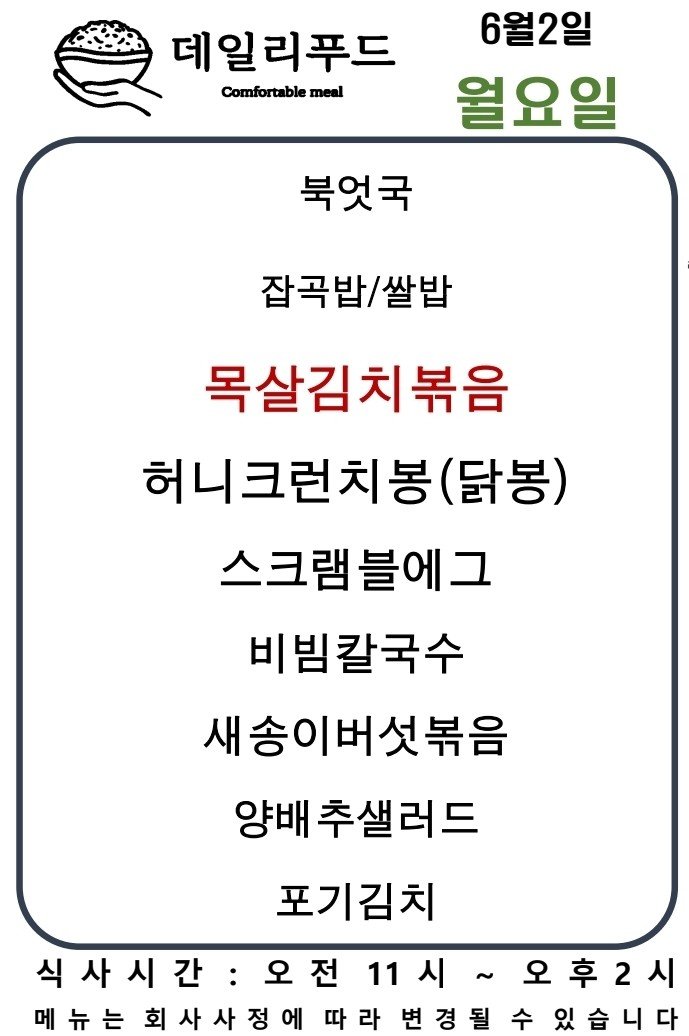 데일리푸드
Comfortable meal
6월2일
월요일
북엇국
잡곡밥/쌀밥
목살김치볶음
허니크런치봉(닭봉)
스크램블에그
비빔칼국수
새송이버섯볶음
양배추샐러드
포기김치
식사시간 : 오전 11시 ~ 오후2시
메뉴는 회사사정에 따라 변경될 수 있습니다